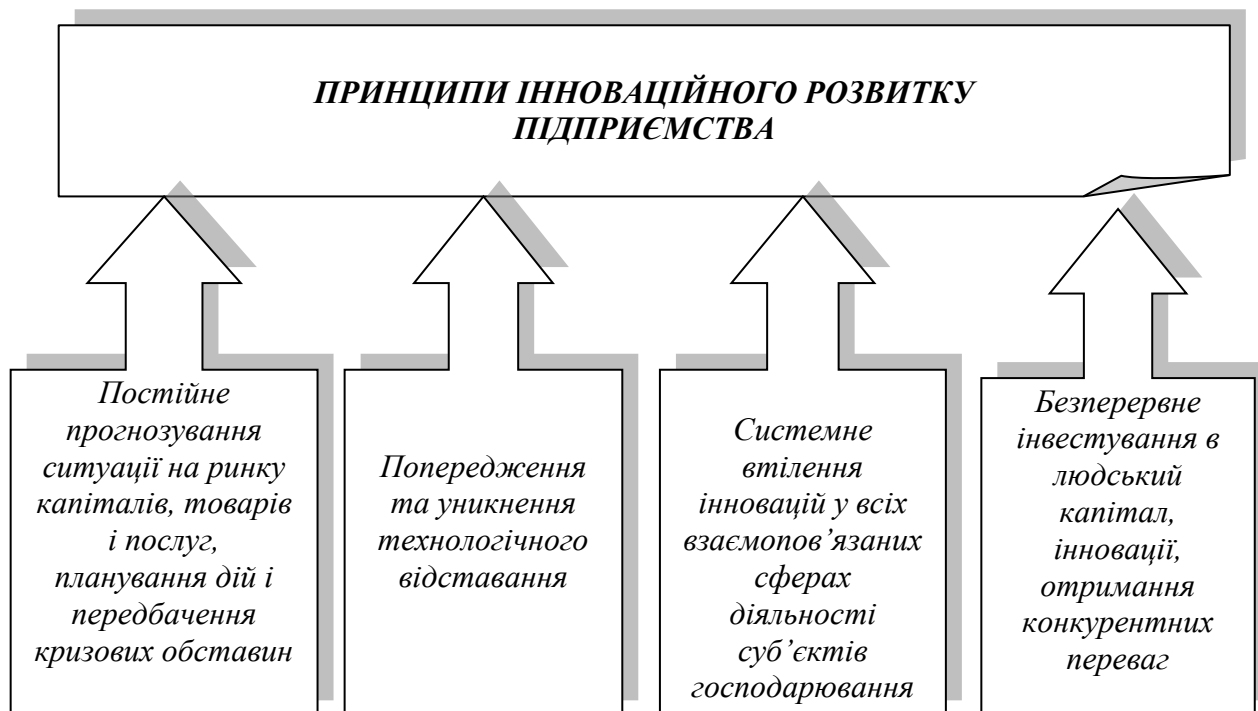 ПРИНЦИПИ ІННОВАЦІЙНОГО РОЗВИТКУ
ПІДПРИЄМСТВА
Постійне
прогнозування
ситуації на ринку
капіталів, товарів
і послуг,
планування дій і
передбачення
кризових обставин
Попередження
та уникнення
технологічного
відставання
Системне
втілення
інновацій у всіх
взаємопов’язаних
сферах
діяльності
суб’єктів
господарювання
Безперервне
інвестування в
людський
капітал,
інновації,
отримання
конкурентних
переваг